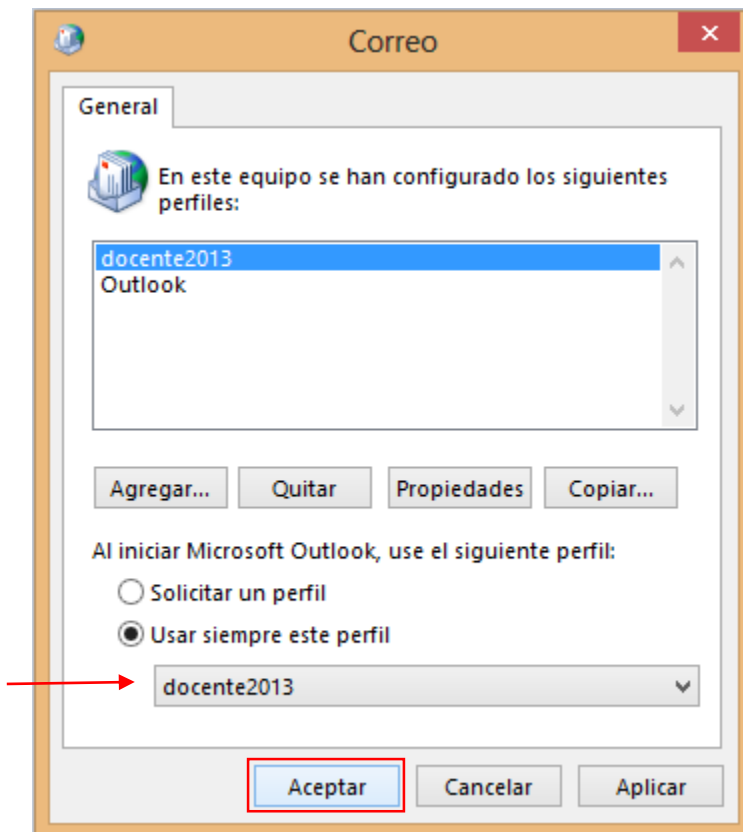 Correo
General
En este equipo se han configurado los siguientes
perfiles:
docente2013
Outlook
Agregar... Quitar Propiedades Copiar...
Al iniciar Microsoft Outlook, use el siguiente perfil:
Solicitar un perfil
Usar siempre este perfil
docente2013
Aceptar Cancelar Aplicar